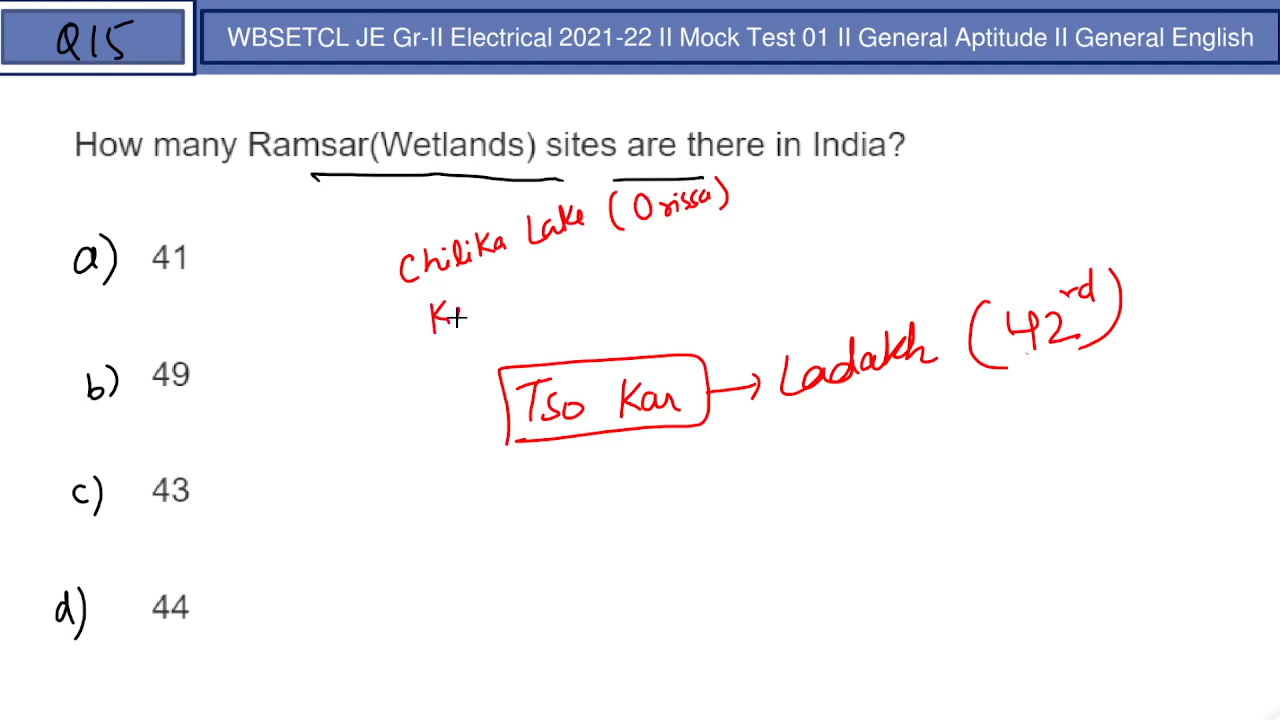 Q15
WBSETCL JE Gr-II Electrical 2021-22 II Mock Test 01 II General Aptitude II General English
How many Ramsar(Wetlands) sites are there in India?
Chilika Lake (Orissa)
a) 41
K
Tso Kar → Ladakh (42rd)
b) 49
c) 43
d) 44